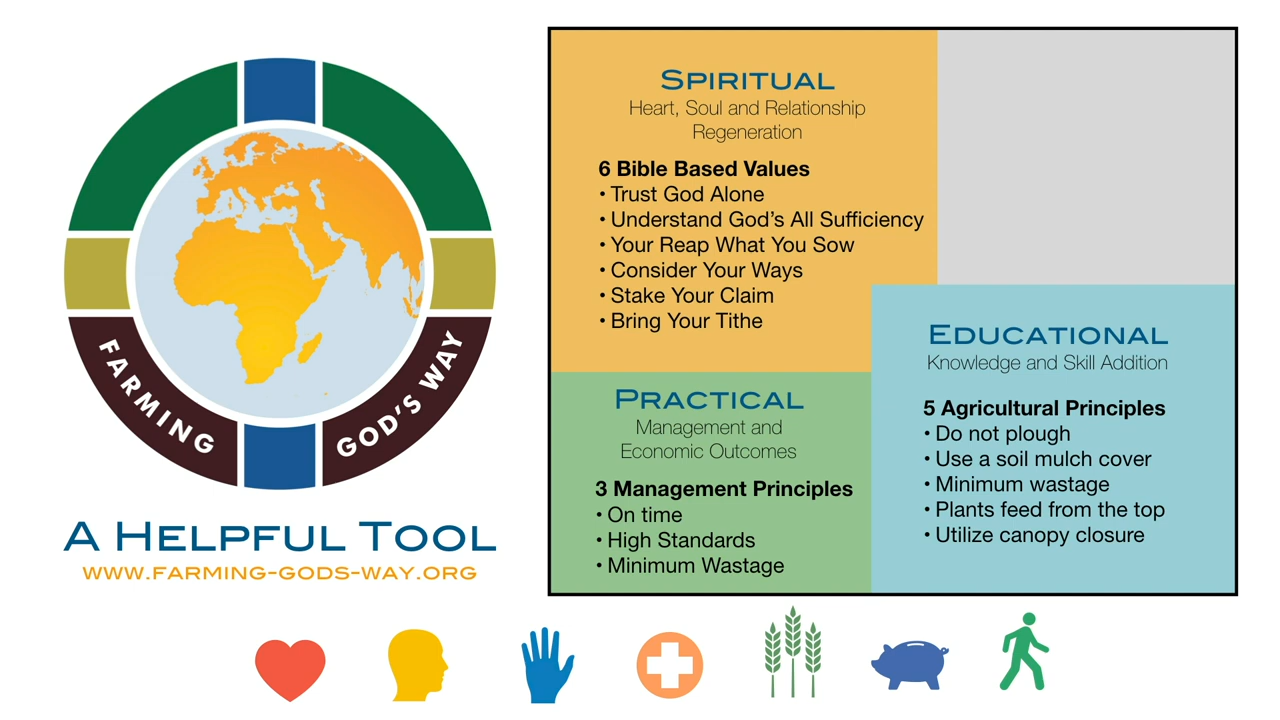 FARMING GOD'S WAY
A HELPFUL TOOL
WWW.FARMING-GODS-WAY.ORG
SPIRITUAL
Heart, Soul and Relationship
Regeneration
6 Bible Based Values
• Trust God Alone
• Understand God's All Sufficiency
• Your Reap What You Sow
• Consider Your Ways
• Stake Your Claim
• Bring Your Tithe
PRACTICAL
Management and
Economic Outcomes
3 Management Principles
• On time
• High Standards
• Minimum Wastage
EDUCATIONAL
Knowledge and Skill Addition
5 Agricultural Principles
• Do not plough
• Use a soil mulch cover
• Minimum wastage
• Plants feed from the top
• Utilize canopy closure